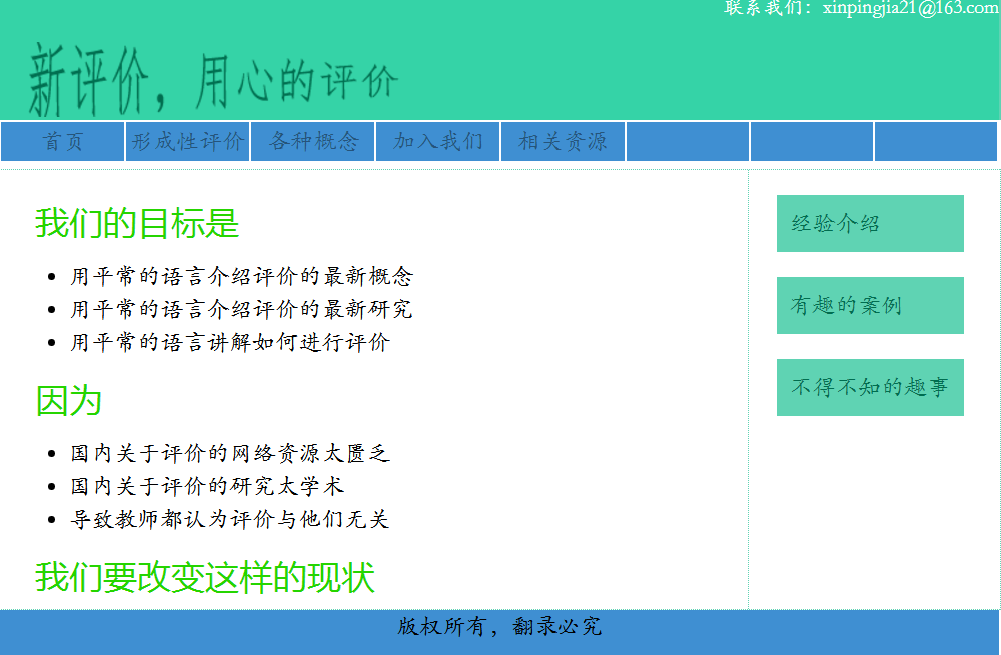 联系我们：xinpingjia21@163.com
新评价，用心的评价
首页 形成性评价 各种概念 加入我们 相关资源
我们的目标是
用平常的语言介绍评价的最新概念
用平常的语言介绍评价的最新研究
用平常的语言讲解如何进行评价
因为
国内关于评价的网络资源太匮乏
国内关于评价的研究太学术
导致教师都认为评价与他们无关
我们要改变这样的现状
经验介绍
有趣的案例
不得不知的趣事
版权所有，翻录必究